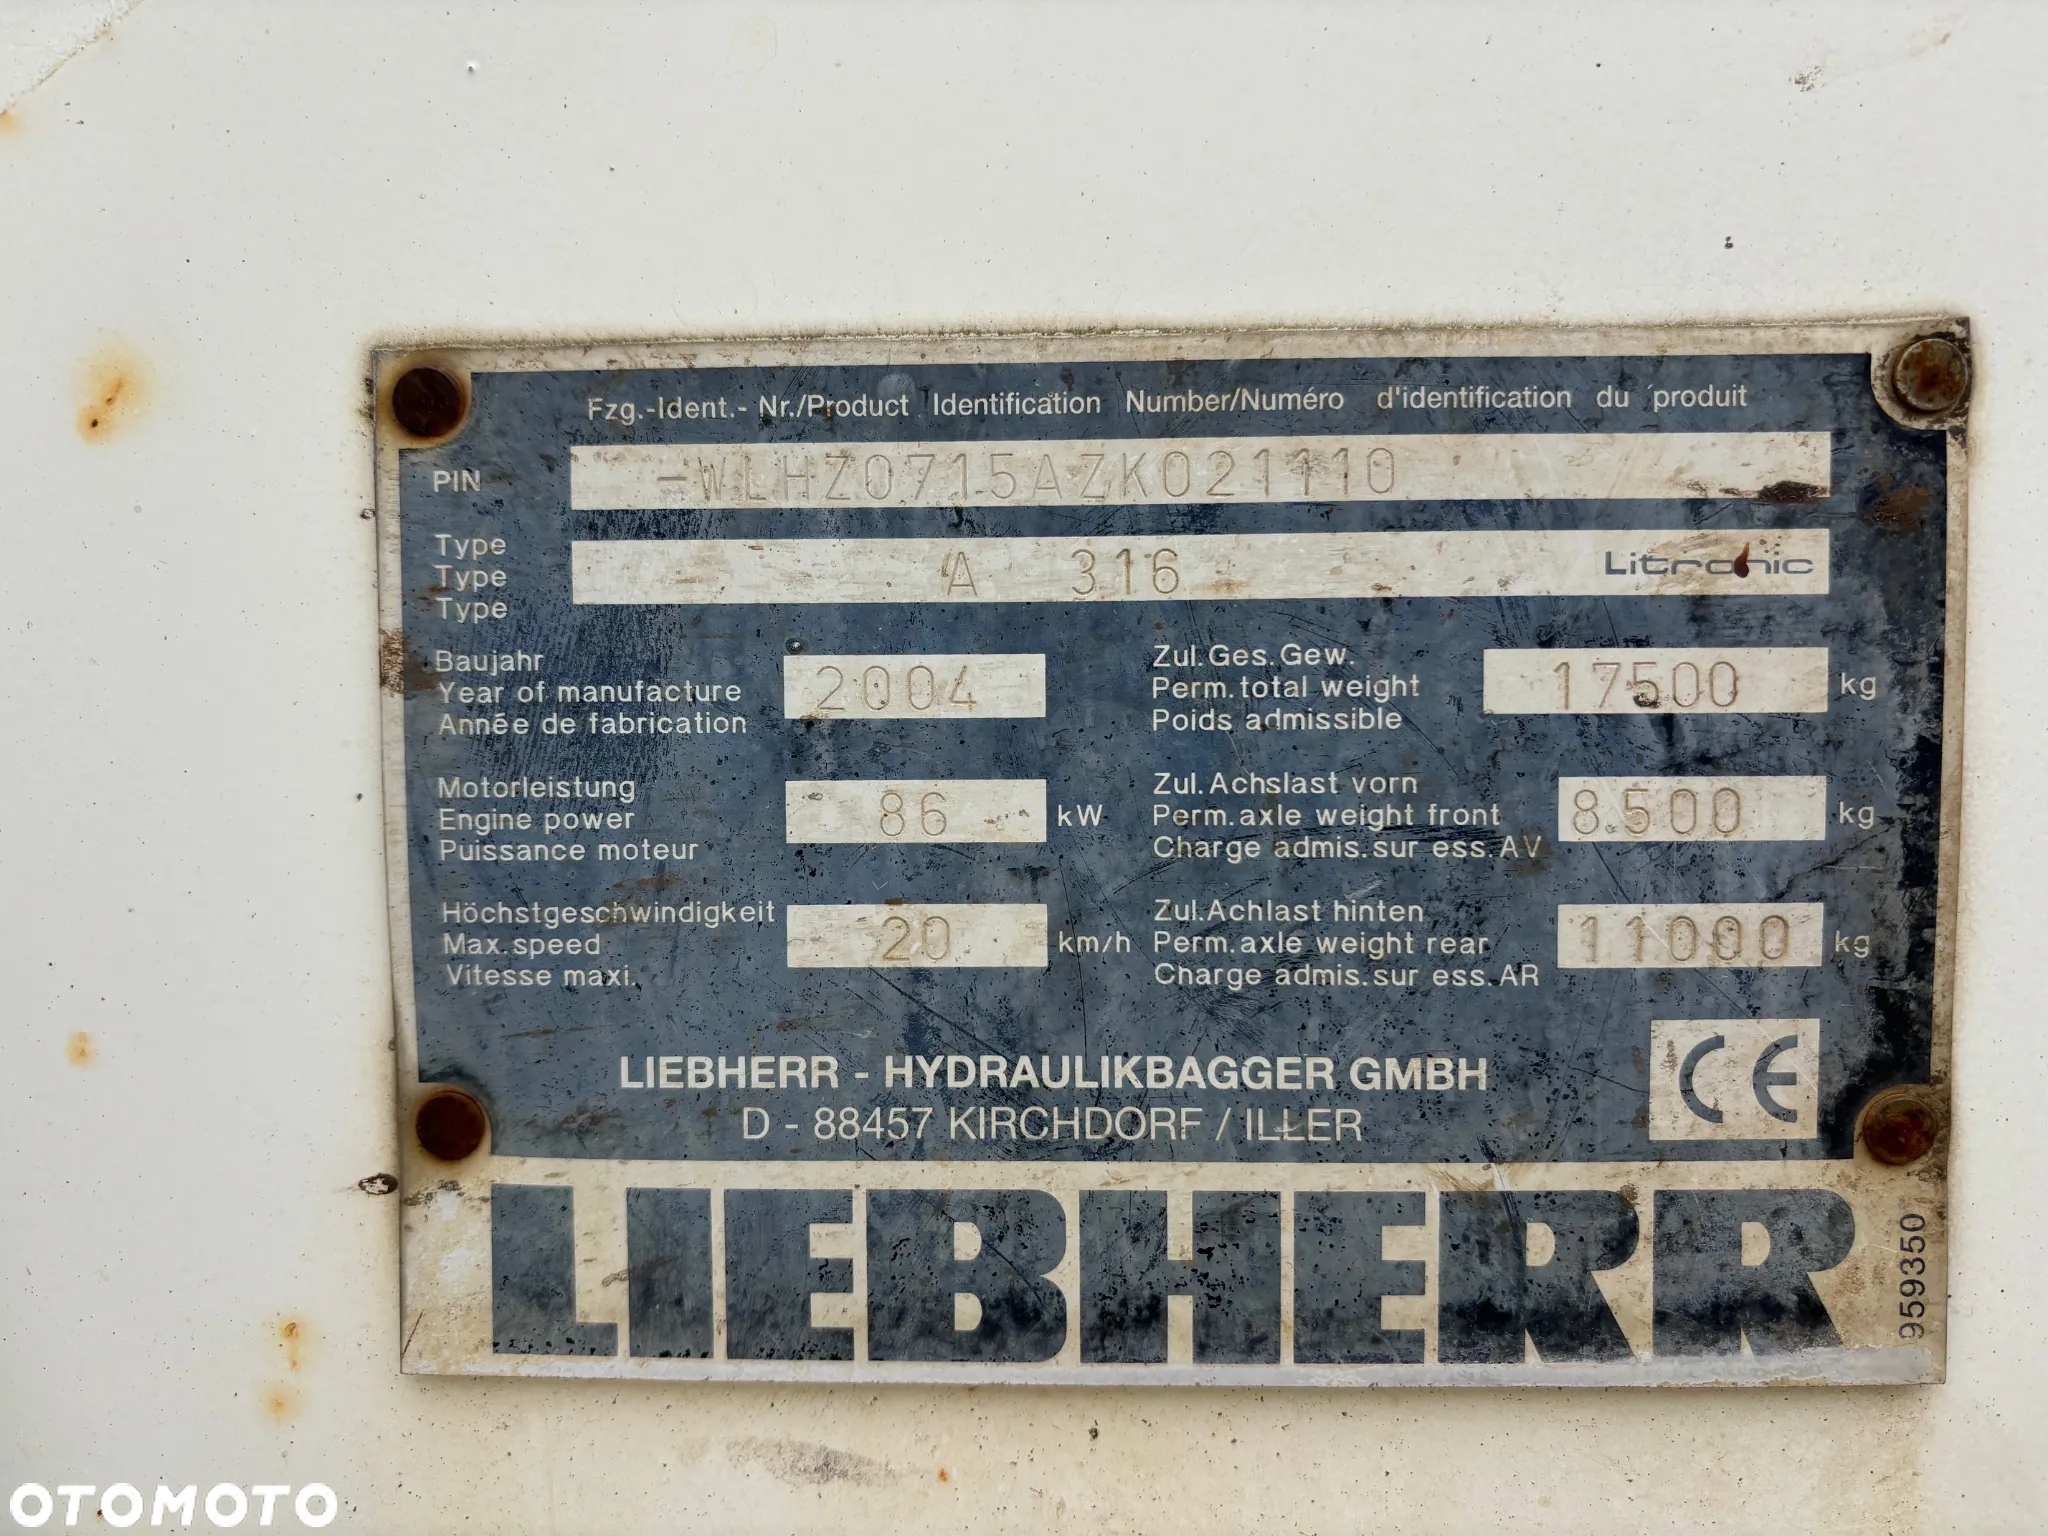 Fzg.-Ident.- Nr./Product Identification Number/Numéro d'identification du produit
PIN -WLHZ0715AZK021110
Type
Type A 316 Litronic
Type
Baujahr
Year of manufacture 2004
Année de fabrication
Zul.Ges.Gew.
Perm.total weight 17500 kg
Poids admissible
Motorleistung
Engine power 86 kW
Puissance moteur
Zul.Achslast vorn
Perm.axle weight front 8500 kg
Charge admis.sur ess.AV
Höchstgeschwindigkeit
Max.speed 20 km/h
Vitesse maxi.
Zul.Achlast hinten
Perm.axle weight rear 11000 kg
Charge admis.sur ess.AR
LIEBHERR - HYDRAULIKBAGGER GMBH
D - 88457 KIRCHDORF / ILLER
CE
LIEBHERR
959350
OTOMOTO